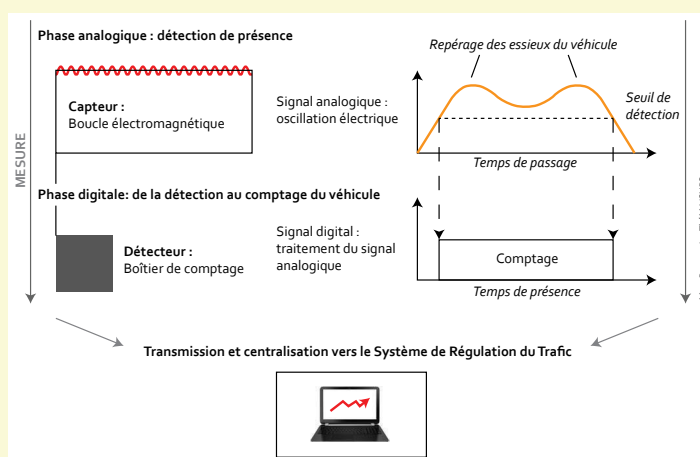 Phase analogique : détection de présence
Repérage des essieux du véhicule
Capteur :
Boucle électromagnétique
Signal analogique :
oscillation électrique
Seuil de
détection
MESURE
Temps de passage
Phase digitale: de la détection au comptage du véhicule
Détecteur :
Boîtier de comptage
Signal digital :
traitement du signal
analogique
Comptage
Temps de présence
Transmission et centralisation vers le Système de Régulation du Trafic